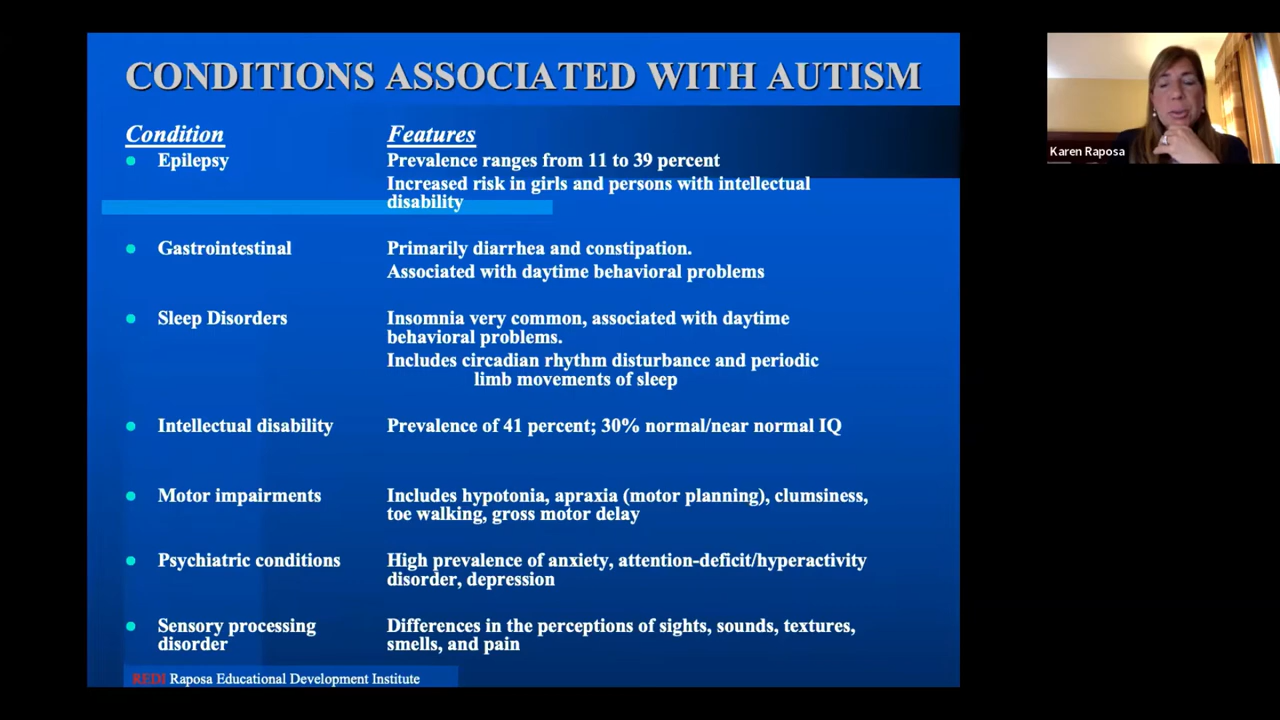 CONDITIONS ASSOCIATED WITH AUTISM
Condition Features
Epilepsy Prevalence ranges from 11 to 39 percent
Increased risk in girls and persons with intellectual
disability
Gastrointestinal Primarily diarrhea and constipation.
Associated with daytime behavioral problems
Sleep Disorders Insomnia very common, associated with daytime
behavioral problems.
Includes circadian rhythm disturbance and periodic
limb movements of sleep
Intellectual disability Prevalence of 41 percent; 30% normal/near normal IQ
Motor impairments Includes hypotonia, apraxia (motor planning), clumsiness,
toe walking, gross motor delay
Psychiatric conditions High prevalence of anxiety, attention-deficit/hyperactivity
disorder, depression
Sensory processing Differences in the perceptions of sights, sounds, textures,
disorder smells, and pain
REDI Raposa Educational Development Institute
Karen Raposa